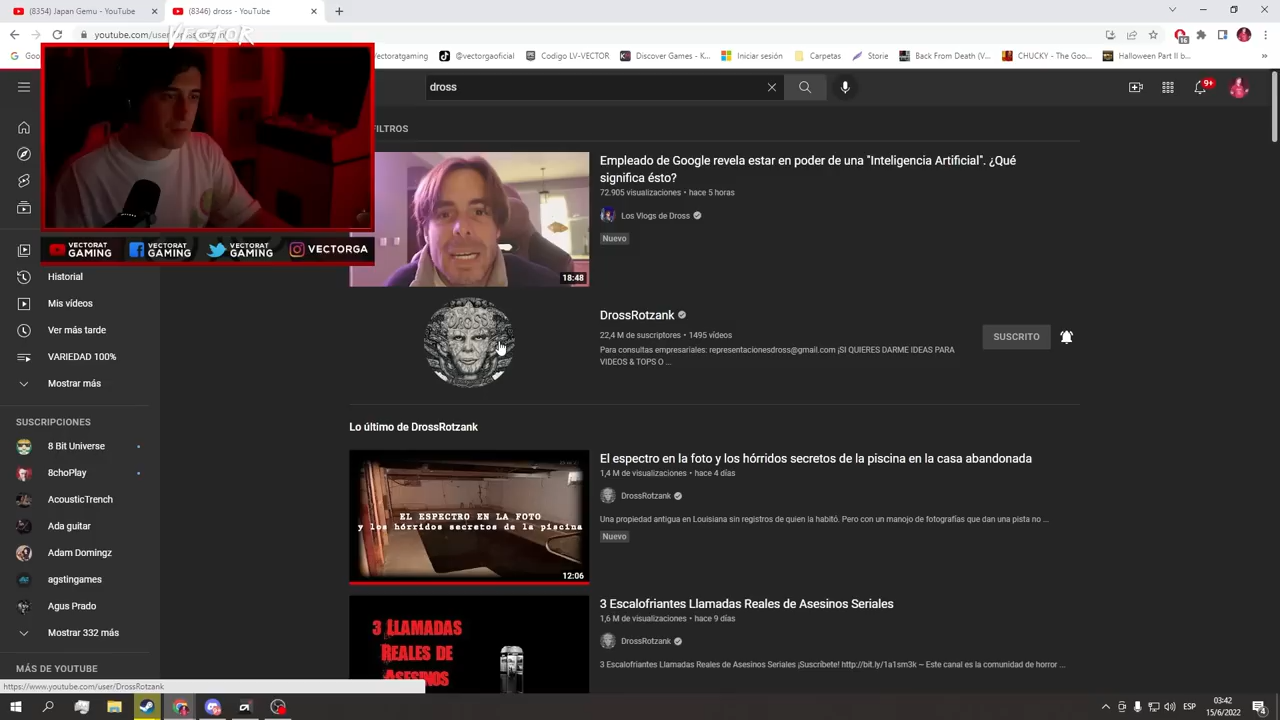 (8354) Japan Gemu - YouTube
(8346) dross - YouTube
VECTOR
youtube.com/user
Goo
Vectoratgaming
@vectorgaoficial
Codigo LV-VECTOR
Discover Games - K...
Iniciar sesión
Carpetas
Storie
Back From Death (D...
CHUCKY - The Goo...
Halloween Part II b...
16
dross
9+
FILTROS
Empleado de Google revela estar en poder de una "Inteligencia Artificial". ¿Qué
significa ésto?
72.905 visualizaciones • hace 5 horas
Los Vlogs de Dross
Nuevo
18:48
VECTORAT GAMING
VECTORAT GAMING
VECTORAT GAMING
VECTORGA
Historial
Mis vídeos
Ver más tarde
VARIEDAD 100%
Mostrar más
SUSCRIPCIONES
8 Bit Universe
8choPlay
AcousticTrench
Ada guitar
Adam Domingz
agstingames
Agus Prado
Mostrar 332 más
MÁS DE YOUTUBE
DROSS
DrossRotzank
22,4 M de suscriptores • 1495 vídeos
Para consultas empresariales: representacionesdross@gmail.com ¡SI QUIERES DARME IDEAS PARA
VIDEOS & TOPS O ...
SUSCRITO
Lo último de DrossRotzank
El espectro en la foto y los hórridos secretos de la piscina en la casa abandonada
1,4 M de visualizaciones • hace 4 días
DrossRotzank
Una propiedad antigua en Louisiana sin registros de quien la habitó. Pero con un manojo de fotografías que dan una pista no ...
Nuevo
EL ESPECTRO EN LA FOTO
y los hórridos secretos de la piscina
12:06
3 Escalofriantes Llamadas Reales de Asesinos Seriales
1,6 M de visualizaciones • hace 9 días
DrossRotzank
3 Escalofriantes Llamadas Reales de Asesinos Seriales ¡Suscríbete! http://bit.ly/1a1sm3k -- Este canal es la comunidad de horror ...
3 LLAMADAS
REALES DE
ASESINOS
https://www.youtube.com/user/DrossRotzank
ESP
03:42
15/6/2022